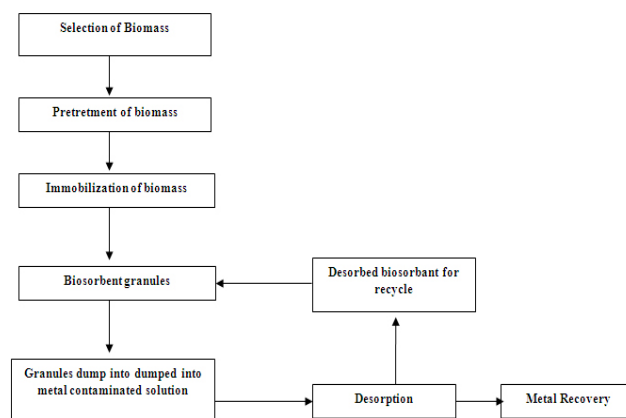 Selection of Biomass
Pretretment of biomass
Immobilization of biomass
Biosorbent granules
Desorbed biosorbant for
recycle
Granules dump into dumped into
metal contaminated solution
Desorption
Metal Recovery